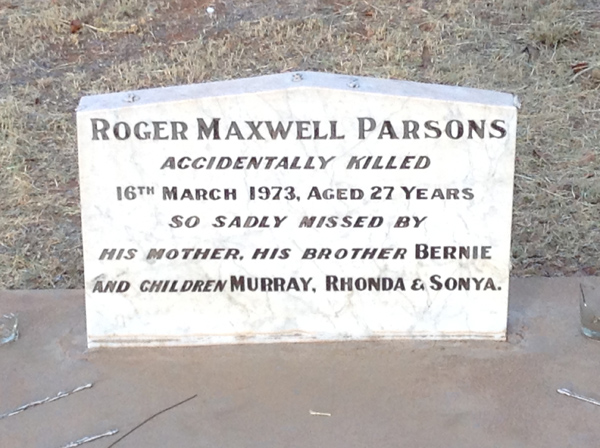 ROGER MAXWELL PARSONS
ACCIDENTALLY KILLED
16TH MARCH 1973, AGED 27 YEARS
SO SADLY MISSED BY
HIS MOTHER, HIS BROTHER BERNIE
AND CHILDREN MURRAY, RHONDA & SONYA.